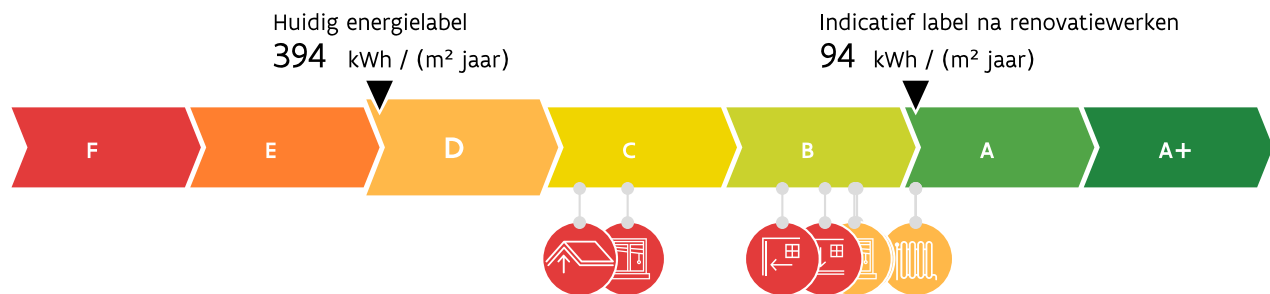 Huidig energielabel
394 kWh / (m² jaar)
Indicatief label na renovatiewerken
94 kWh / (m² jaar)
F E D C B A A+